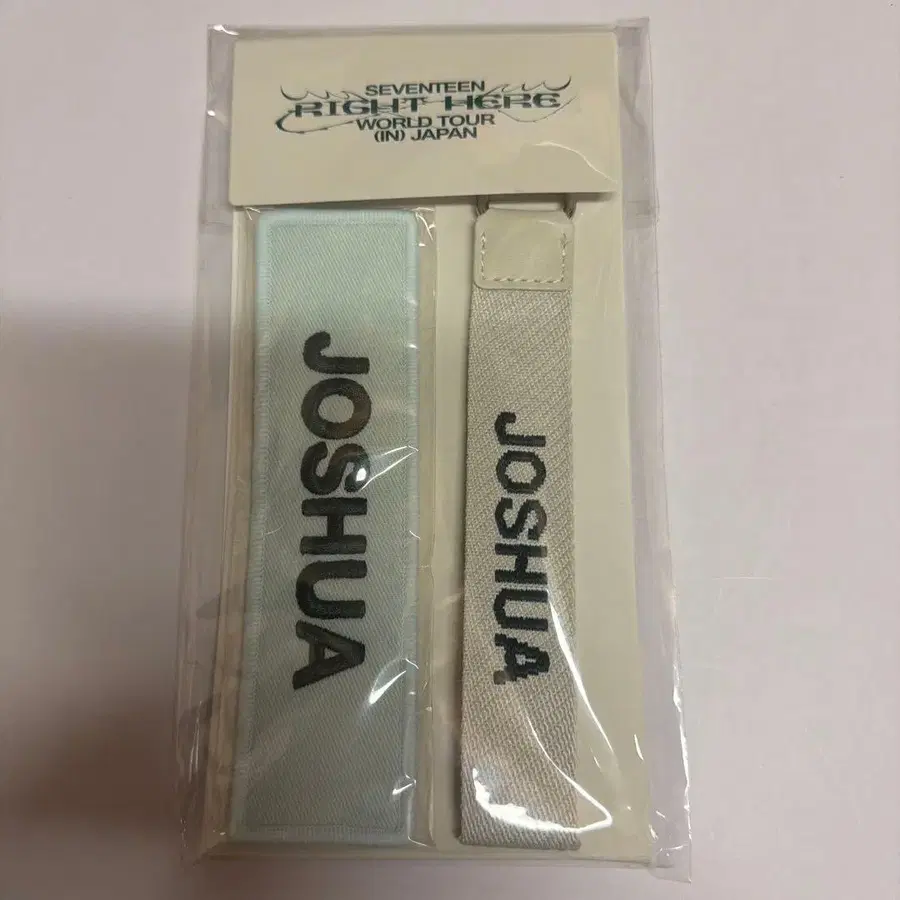 SEVENTEEN
RIGHT HERE
WORLD TOUR
(IN) JAPAN
JOSHUA
JOSHUA